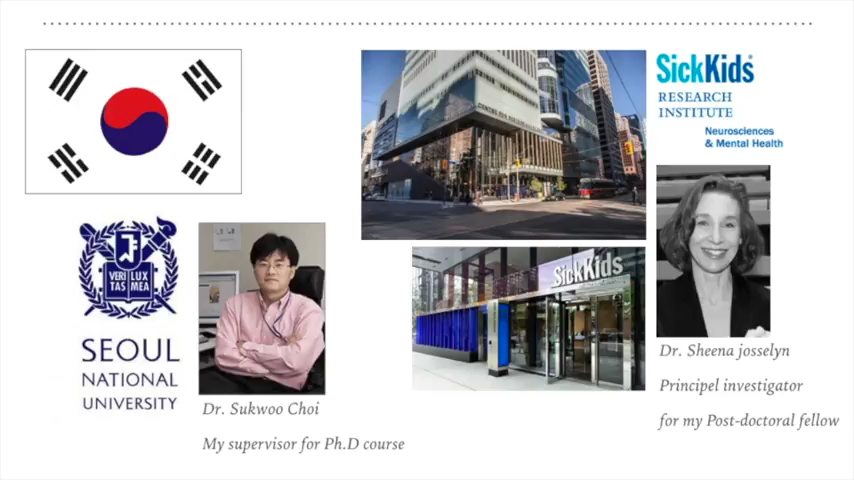 VERI LUX
TAS MEA
SEOUL
NATIONAL
UNIVERSITY
Dr. Sukwoo Choi
My supervisor for Ph.D course
SickKids
SickKids®
RESEARCH
INSTITUTE
Neurosciences
& Mental Health
Dr. Sheena josselyn
Principel investigator
for my Post-doctoral fellow